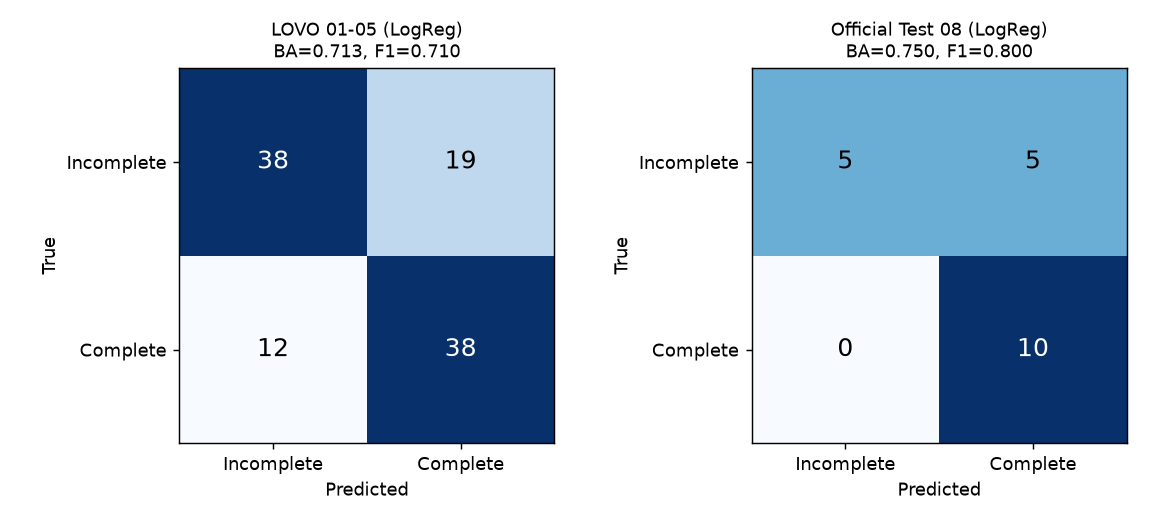 LOVO 01-05 (LogReg)
BA=0.713, F1=0.710
True
Incomplete
38
19
Complete
12
38
Incomplete
Complete
Predicted
Official Test 08 (LogReg)
BA=0.750, F1=0.800
True
Incomplete
5
5
Complete
0
10
Incomplete
Complete
Predicted